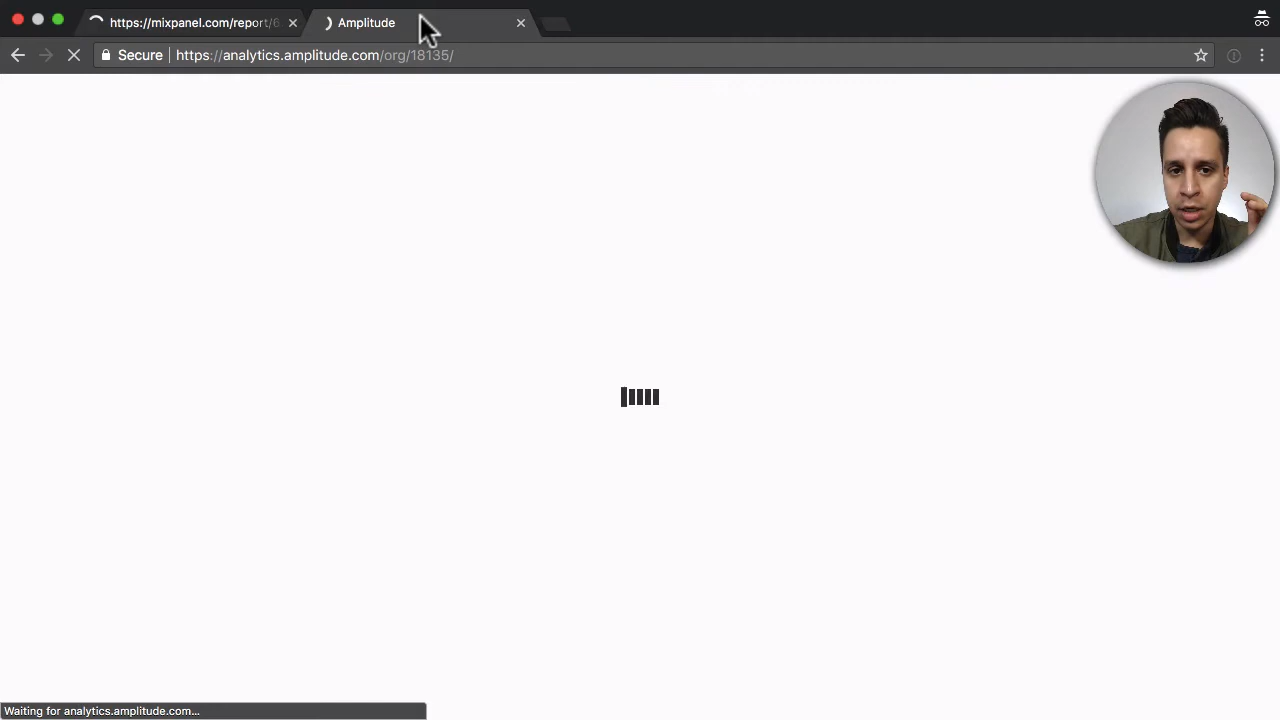 https://mixpanel.com/report/6
Amplitude
Secure
https://analytics.amplitude.com/org/18135/
Waiting for analytics.amplitude.com...